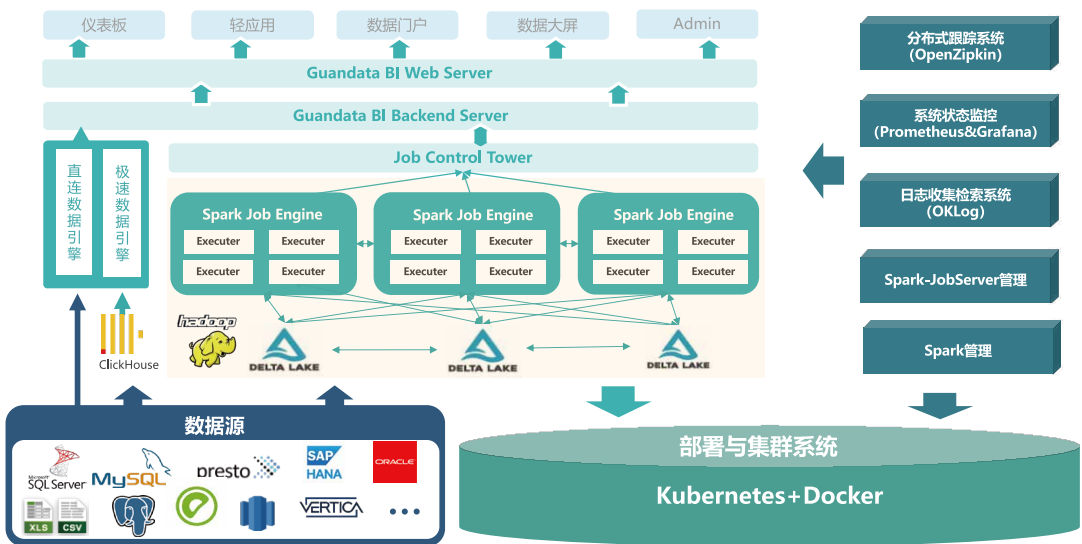 仪表板
轻应用
数据门户
数据大屏
Admin
Guandata BI Web Server
Guandata BI Backend Server
Job Control Tower
直连数据引擎
极速数据引擎
Spark Job Engine
Executer
Executer
Executer
Executer
Spark Job Engine
Executer
Executer
Executer
Executer
Spark Job Engine
Executer
Executer
Executer
Executer
hadoop
DELTA LAKE
DELTA LAKE
DELTA LAKE
ClickHouse
分布式跟踪系统
(OpenZipkin)
系统状态监控
(Prometheus&Grafana)
日志收集检索系统
(OKLog)
Spark-JobServer管理
Spark管理
数据源
Microsoft
SQL Server
MySQL
presto
SAP
HANA
ORACLE
XLS
CSV
VERTICA
•••
部署与集群系统
Kubernetes+Docker